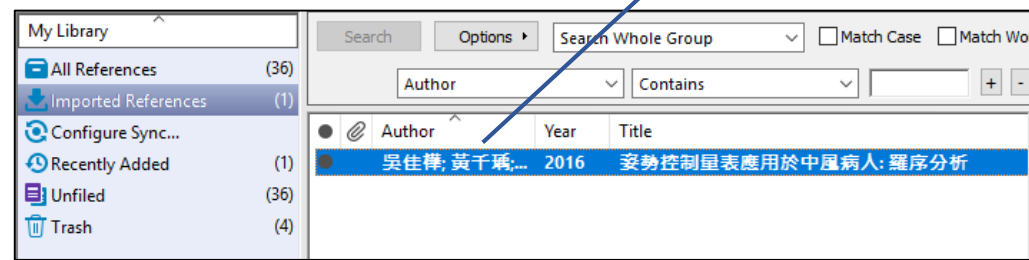 My Library
All References (36)
Imported References (1)
Configure Sync...
Recently Added (1)
Unfiled (36)
Trash (4)
Search Options Search Whole Group Match Case Match Wo
Author Contains + -
Author Year Title
吳佳樺; 黃千瑀;... 2016 姿勢控制量表應用於中風病人: 羅序分析